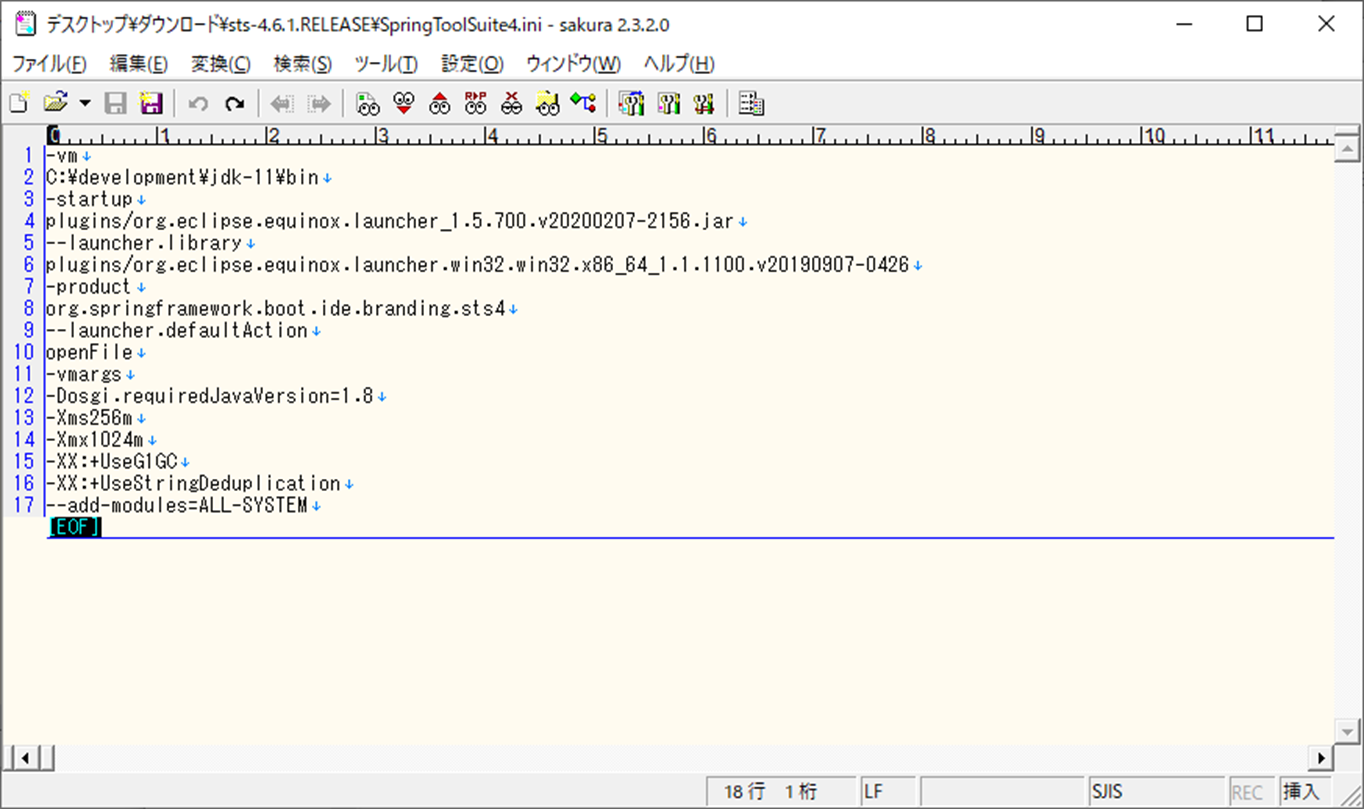 デスクトップ¥ダウンロード¥sts-4.6.1.RELEASE¥SpringToolSuite4.ini - sakura 2.3.2.0
ファイル(F) 編集(E) 変換(C) 検索(S) ツール(T) 設定(O) ウィンドウ(W) ヘルプ(H)
0 1 2 3 4 5 6 7 8 9 10 11
1 -vm↓
2 C:¥development¥jdk-11¥bin↓
3 -startup↓
4 plugins/org.eclipse.equinox.launcher_1.5.700.v20200207-2156.jar↓
5 --launcher.library↓
6 plugins/org.eclipse.equinox.launcher.win32.win32.x86_64_1.1.1100.v20190907-0426↓
7 -product↓
8 org.springframework.boot.ide.branding.sts4↓
9 --launcher.defaultAction↓
10 openFile↓
11 -vmargs↓
12 -Dosgi.requiredJavaVersion=1.8↓
13 -Xms256m↓
14 -Xmx1024m↓
15 -XX:+UseG1GC↓
16 -XX:+UseStringDeduplication↓
17 --add-modules=ALL-SYSTEM↓
[EOF]
18 行 1 桁 LF SJIS REC 挿入